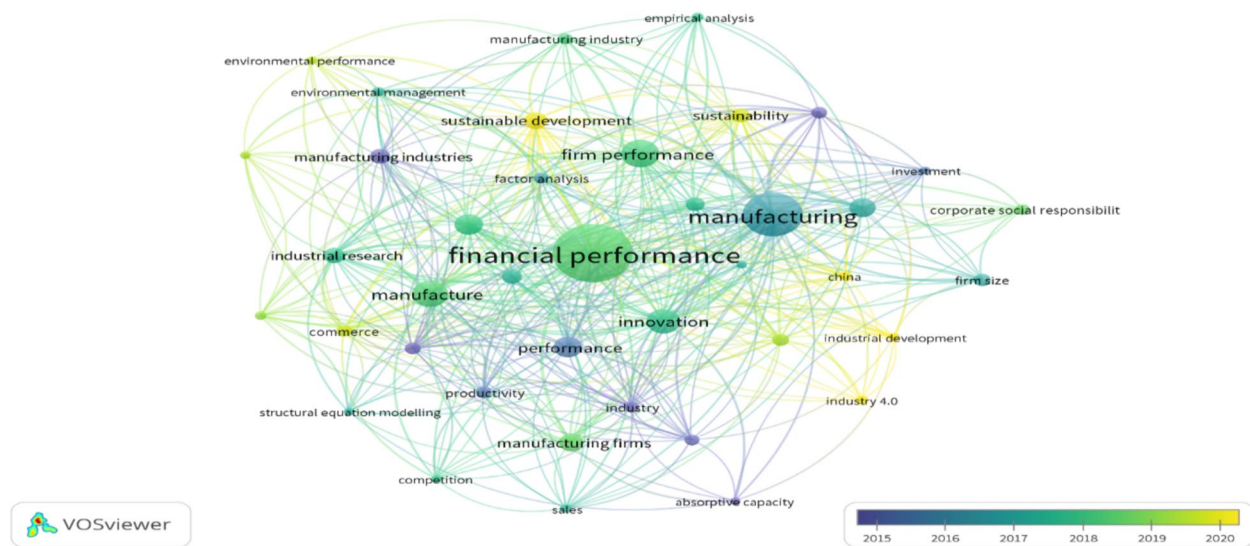 empirical analysis
manufacturing industry
environmental performance
environmental management
sustainable development
sustainability
manufacturing industries
firm performance
factor analysis
investment
manufacturing
corporate social responsibilit
financial performance
industrial research
china
firm size
manufacture
innovation
commerce
industrial development
performance
productivity
industry 4.0
structural equation modelling
industry
manufacturing firms
competition
absorptive capacity
sales
VOSviewer
2015 2016 2017 2018 2019 2020